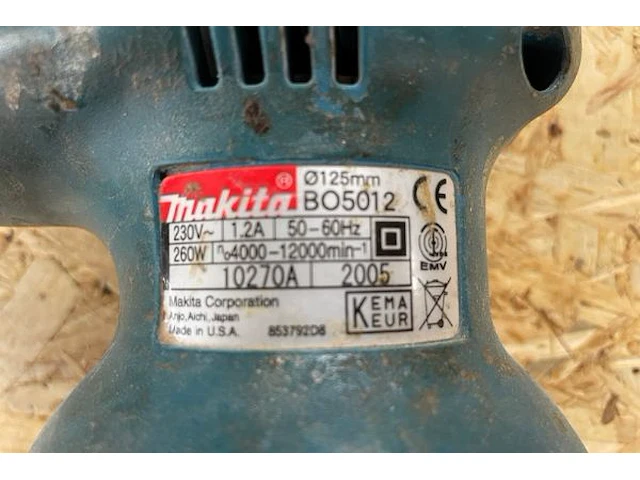 makita® Ø125mm
BO5012 CE
230V~ 1.2A 50-60Hz
260W n₀4000-12000min⁻¹
EMV
10270A 2005
Makita Corporation
Anjo, Aichi, Japan
Made in U.S.A. 853792D8
KEMA
KEUR